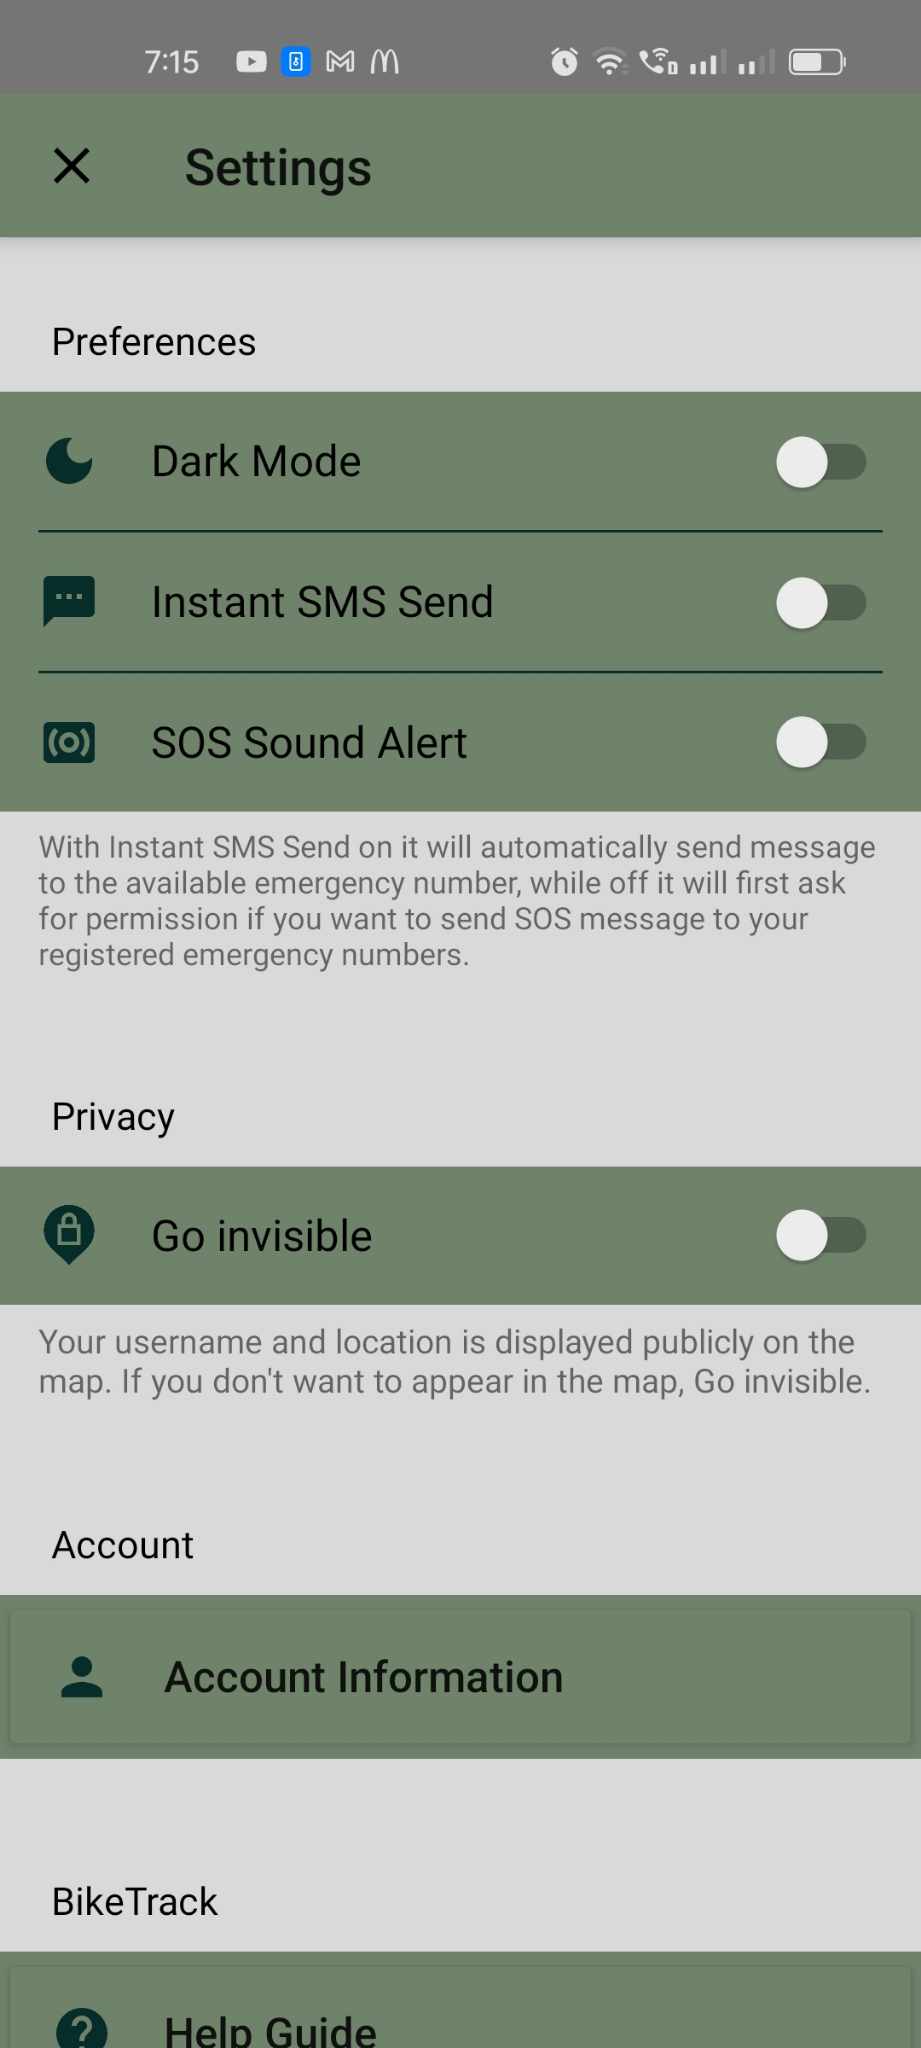 7:15
Settings
Preferences
Dark Mode
Instant SMS Send
SOS Sound Alert
With Instant SMS Send on it will automatically send message
to the available emergency number, while off it will first ask
for permission if you want to send SOS message to your
registered emergency numbers.
Privacy
Go invisible
Your username and location is displayed publicly on the
map. If you don't want to appear in the map, Go invisible.
Account
Account Information
BikeTrack
Help Guide